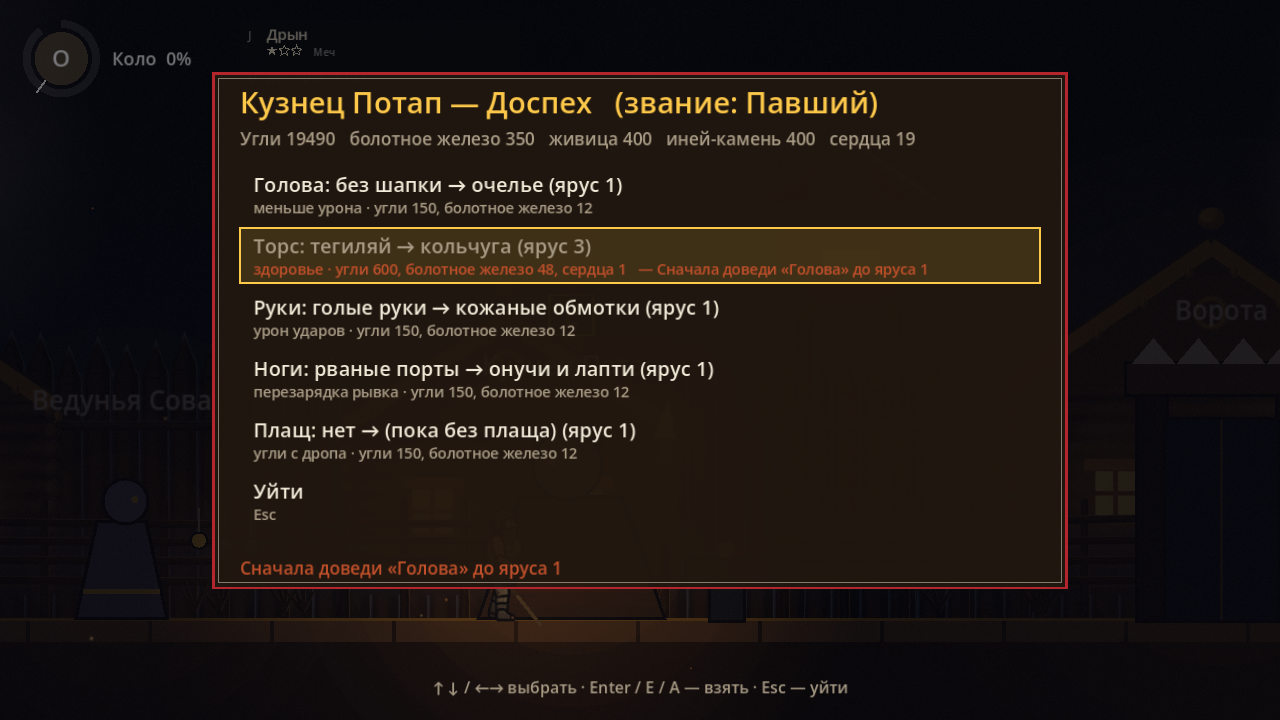 О
Коло 0%
J
Дрын
★☆☆ Меч
Кузнец Потап — Доспех (звание: Павший)
Угли 19490 болотное железо 350 живица 400 иней-камень 400 сердца 19
Голова: без шапки → очелье (ярус 1)
меньше урона · угли 150, болотное железо 12
Торс: тегиляй → кольчуга (ярус 3)
здоровье · угли 600, болотное железо 48, сердца 1 — Сначала доведи «Голова» до яруса 1
Руки: голые руки → кожаные обмотки (ярус 1)
урон ударов · угли 150, болотное железо 12
Ноги: рваные порты → онучи и лапти (ярус 1)
перезарядка рывка · угли 150, болотное железо 12
Плащ: нет → (пока без плаща) (ярус 1)
угли с дропа · угли 150, болотное железо 12
Уйти
Esc
Сначала доведи «Голова» до яруса 1
Ведунья Сова
Ворота
↑↓ / ←→ выбрать · Enter / E / A — взять · Esc — уйти